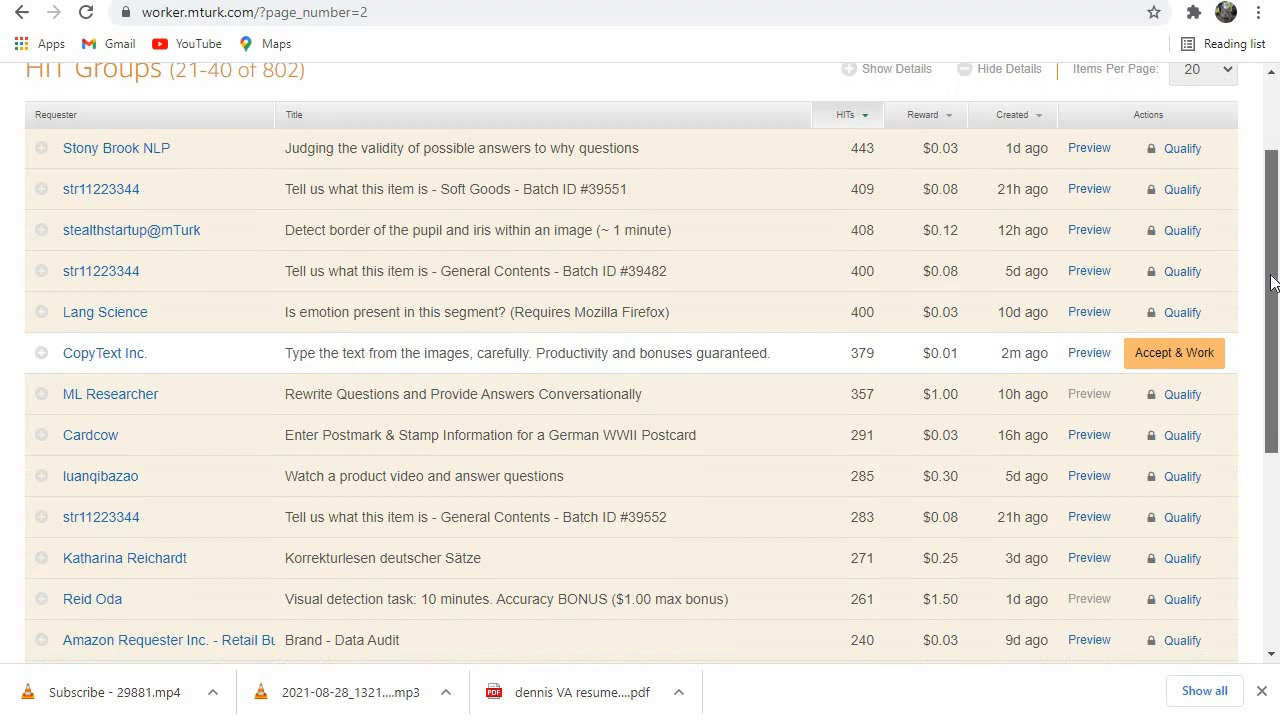 worker.mturk.com/?page_number=2
Apps Gmail YouTube Maps Reading list
HIT Groups (21-40 of 802) Show Details Hide Details Items Per Page: 20
Requester Title HITs Reward Created Actions
Stony Brook NLP Judging the validity of possible answers to why questions 443 $0.03 1d ago Preview Qualify
str11223344 Tell us what this item is - Soft Goods - Batch ID #39551 409 $0.08 21h ago Preview Qualify
stealthstartup@mTurk Detect border of the pupil and iris within an image (~ 1 minute) 408 $0.12 12h ago Preview Qualify
str11223344 Tell us what this item is - General Contents - Batch ID #39482 400 $0.08 5d ago Preview Qualify
Lang Science Is emotion present in this segment? (Requires Mozilla Firefox) 400 $0.03 10d ago Preview Qualify
CopyText Inc. Type the text from the images, carefully. Productivity and bonuses guaranteed. 379 $0.01 2m ago Preview Accept & Work
ML Researcher Rewrite Questions and Provide Answers Conversationally 357 $1.00 10h ago Preview Qualify
Cardcow Enter Postmark & Stamp Information for a German WWII Postcard 291 $0.03 16h ago Preview Qualify
luanqibazao Watch a product video and answer questions 285 $0.30 5d ago Preview Qualify
str11223344 Tell us what this item is - General Contents - Batch ID #39552 283 $0.08 21h ago Preview Qualify
Katharina Reichardt Korrekturlesen deutscher Sätze 271 $0.25 3d ago Preview Qualify
Reid Oda Visual detection task: 10 minutes. Accuracy BONUS ($1.00 max bonus) 261 $1.50 1d ago Preview Qualify
Amazon Requester Inc. - Retail Bu Brand - Data Audit 240 $0.03 9d ago Preview Qualify
Subscribe - 29881.mp4 2021-08-28_1321....mp3 PDF dennis VA resume....pdf Show all